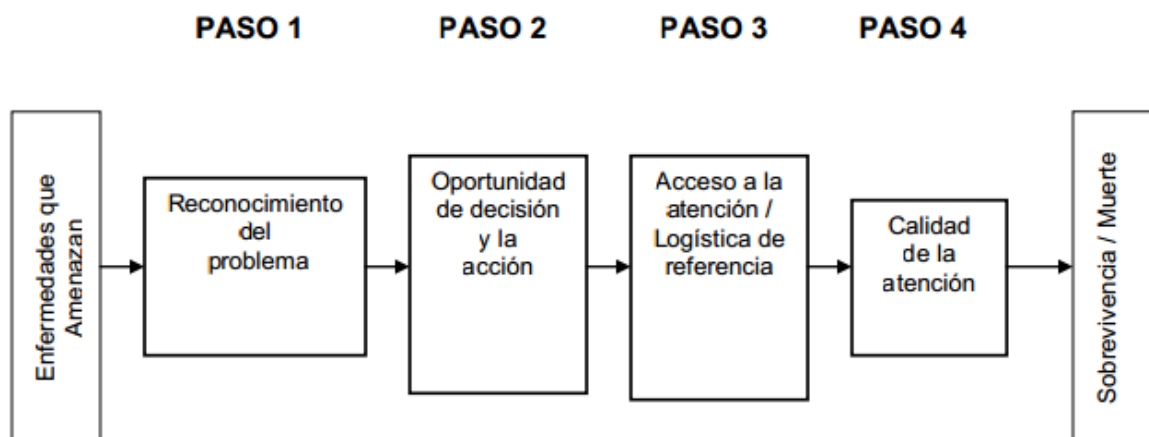 PASO 1
PASO 2
PASO 3
PASO 4
Enfermedades que
Amenazan
Reconocimiento
del
problema
Oportunidad
de decisión
y la
acción
Acceso a la
atención /
Logística de
referencia
Calidad
de la
atención
Sobrevivencia / Muerte